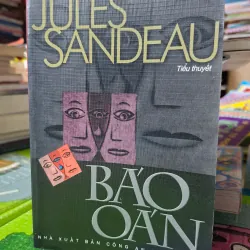 JULES
SANDEAU
Tiểu thuyết
BÁO
OÁN
NHÀ XUẤT BẢN CÔNG AN